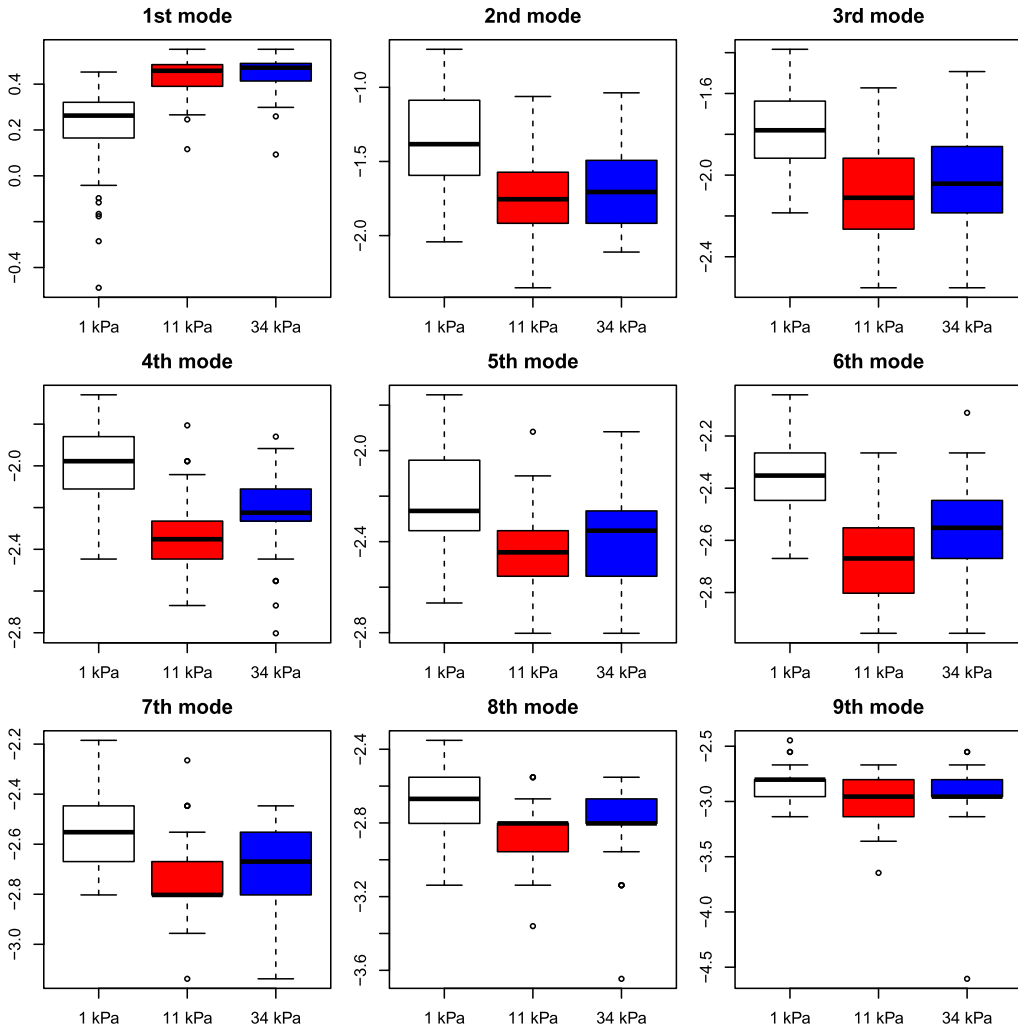 1st mode
2nd mode
3rd mode
0.4
0.2
0.0
−0.4
1 kPa
11 kPa
34 kPa
−1.0
−1.5
−2.0
1 kPa
11 kPa
34 kPa
−1.6
−2.0
−2.4
1 kPa
11 kPa
34 kPa
4th mode
5th mode
6th mode
−2.0
−2.4
−2.8
1 kPa
11 kPa
34 kPa
−2.0
−2.4
−2.8
1 kPa
11 kPa
34 kPa
−2.2
−2.4
−2.6
−2.8
1 kPa
11 kPa
34 kPa
7th mode
8th mode
9th mode
−2.2
−2.4
−2.6
−2.8
−3.0
1 kPa
11 kPa
34 kPa
−2.4
−2.8
−3.2
−3.6
1 kPa
11 kPa
34 kPa
−2.5
−3.0
−3.5
−4.0
−4.5
1 kPa
11 kPa
34 kPa